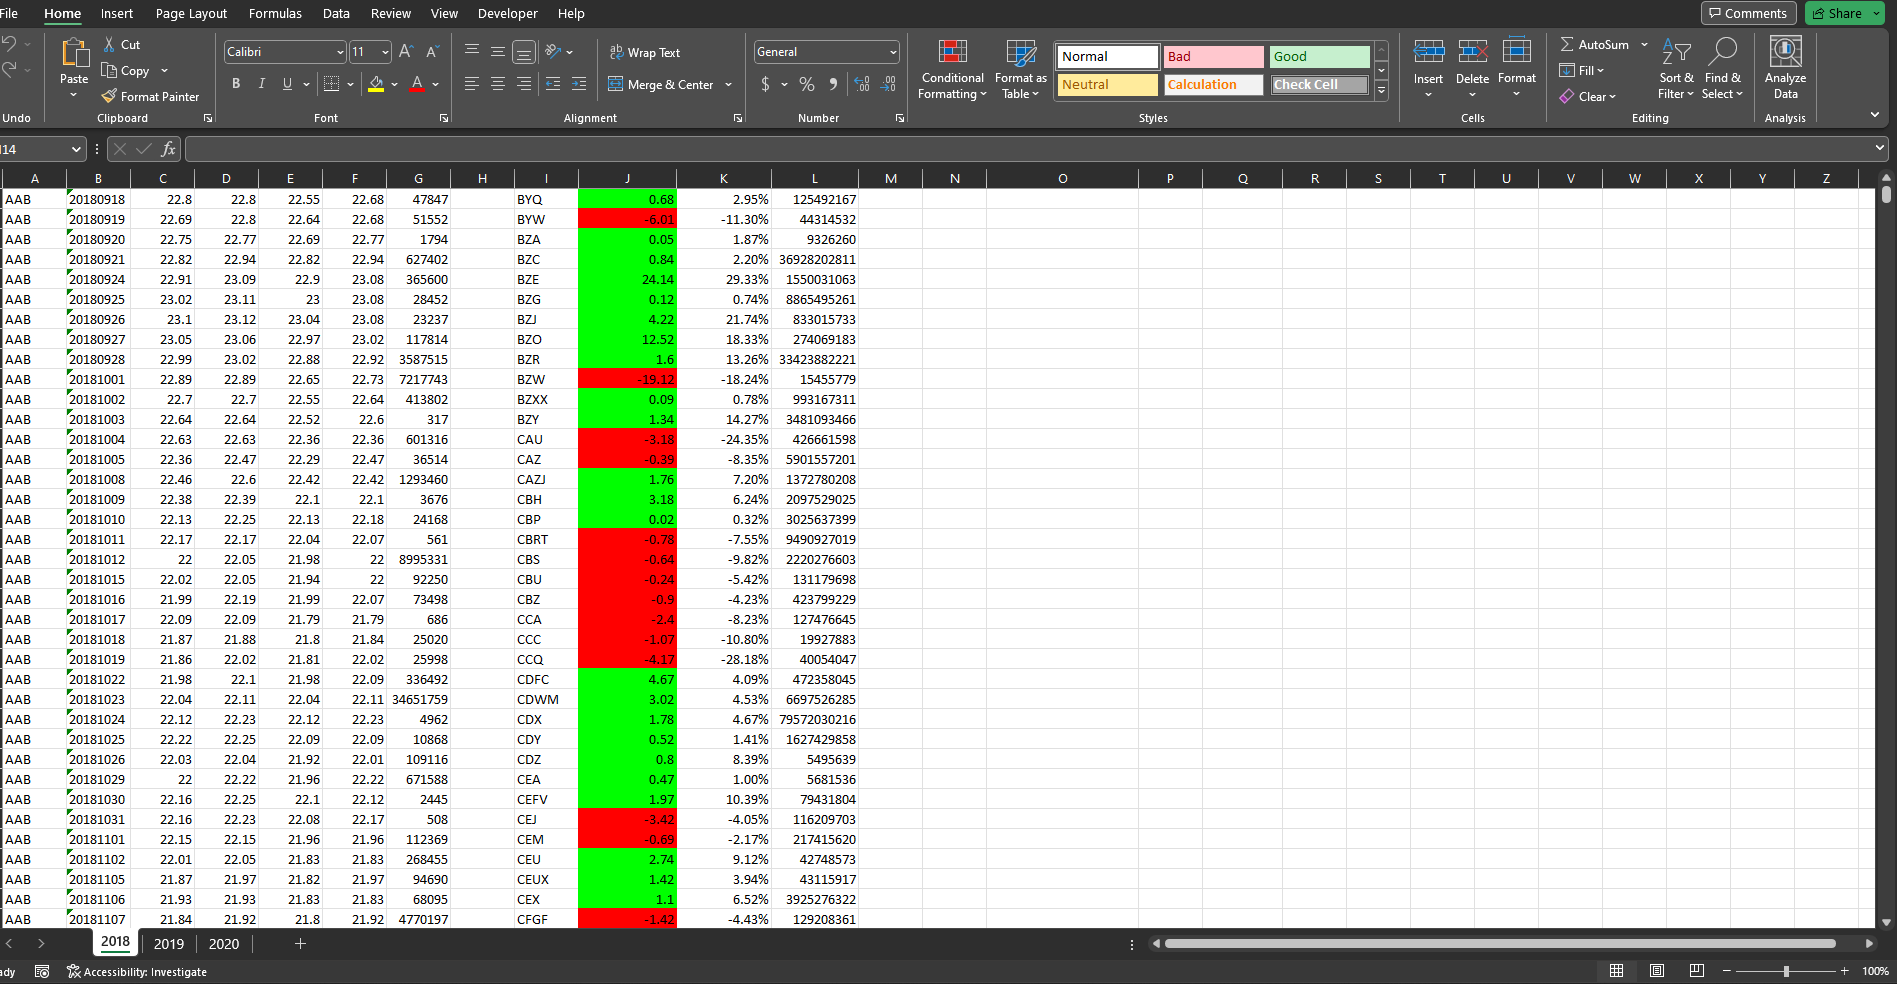 File Home Insert Page Layout Formulas Data Review View Developer Help Comments Share
Paste Cut Copy Format Painter Calibri 11 Wrap Text Merge & Center General Conditional Formatting Format as Table Normal Bad Good Neutral Calculation Check Cell Insert Delete Format AutoSum Fill Clear Sort & Filter Find & Select Analyze Data
Undo Clipboard Font Alignment Number Styles Cells Editing Analysis
I14 fx
A B C D E F G H I J K L M N O P Q R S T U V W X Y Z
AAB 20180918 22.8 22.8 22.55 22.68 47847 BYQ 0.68 2.95% 125492167
AAB 20180919 22.69 22.8 22.64 22.68 51552 BYW -6.01 -11.30% 44314532
AAB 20180920 22.75 22.77 22.69 22.77 1794 BZA 0.05 1.87% 9326260
AAB 20180921 22.82 22.94 22.82 22.94 627402 BZC 0.84 2.20% 36928202811
AAB 20180924 22.91 23.09 22.9 23.08 365600 BZE 24.14 29.33% 1550031063
AAB 20180925 23.02 23.11 23 23.08 28452 BZG 0.12 0.74% 8865495261
AAB 20180926 23.1 23.12 23.04 23.08 23237 BZJ 4.22 21.74% 833015733
AAB 20180927 23.05 23.06 22.97 23.02 117814 BZO 12.52 18.33% 274069183
AAB 20180928 22.99 23.02 22.88 22.92 3587515 BZR 1.6 13.26% 33423882221
AAB 20181001 22.89 22.89 22.65 22.73 7217743 BZW -19.12 -18.24% 15455779
AAB 20181002 22.7 22.7 22.55 22.64 413802 BZXX 0.09 0.78% 993167311
AAB 20181003 22.64 22.64 22.52 22.6 317 BZY 1.34 14.27% 3481093466
AAB 20181004 22.63 22.63 22.36 22.36 601316 CAU -3.18 -24.35% 426661598
AAB 20181005 22.36 22.47 22.29 22.47 36514 CAZ -0.39 -8.35% 5901557201
AAB 20181008 22.46 22.6 22.42 22.42 1293460 CAZJ 1.76 7.20% 1372780208
AAB 20181009 22.38 22.39 22.1 22.1 3676 CBH 3.18 6.24% 2097529025
AAB 20181010 22.13 22.25 22.13 22.18 24168 CBP 0.02 0.32% 3025637399
AAB 20181011 22.17 22.17 22.04 22.07 561 CBRT -0.78 -7.55% 9490927019
AAB 20181012 22 22.05 21.98 22 8995331 CBS -0.64 -9.82% 2220276603
AAB 20181015 22.02 22.05 21.94 22 92250 CBU -0.24 -5.42% 131179698
AAB 20181016 21.99 22.19 21.99 22.07 73498 CBZ -0.9 -4.23% 423799229
AAB 20181017 22.09 22.09 21.79 21.79 686 CCA -2.4 -8.23% 127476645
AAB 20181018 21.87 21.88 21.8 21.84 25020 CCC -1.07 -10.80% 19927883
AAB 20181019 21.86 22.02 21.81 22.02 25998 CCQ -4.17 -28.18% 40054047
AAB 20181022 21.98 22.1 21.98 22.09 336492 CDFC 4.67 4.09% 472358045
AAB 20181023 22.04 22.11 22.04 22.11 34651759 CDWM 3.02 4.53% 6697526285
AAB 20181024 22.12 22.23 22.12 22.23 4962 CDX 1.78 4.67% 79572030216
AAB 20181025 22.22 22.25 22.09 22.09 10868 CDY 0.52 1.41% 1627429858
AAB 20181026 22.03 22.04 21.92 22.01 109116 CDZ 0.8 8.39% 5495639
AAB 20181029 22 22.22 21.96 22.22 671588 CEA 0.47 1.00% 5681536
AAB 20181030 22.16 22.25 22.1 22.12 2445 CEFV 1.97 10.39% 79431804
AAB 20181031 22.16 22.23 22.08 22.17 508 CEJ -3.42 -4.05% 116209703
AAB 20181101 22.15 22.15 21.96 21.96 112369 CEM -0.69 -2.17% 217415620
AAB 20181102 22.01 22.05 21.83 21.83 268455 CEU 2.74 9.12% 42748573
AAB 20181105 21.87 21.97 21.82 21.97 94690 CEUX 1.42 3.94% 43115917
AAB 20181106 21.93 21.93 21.83 21.83 68095 CEX 1.1 6.52% 3925276322
AAB 20181107 21.84 21.92 21.8 21.92 4770197 CFGF -1.42 -4.43% 129208361
2018 2019 2020
ady Accessibility: Investigate 100%